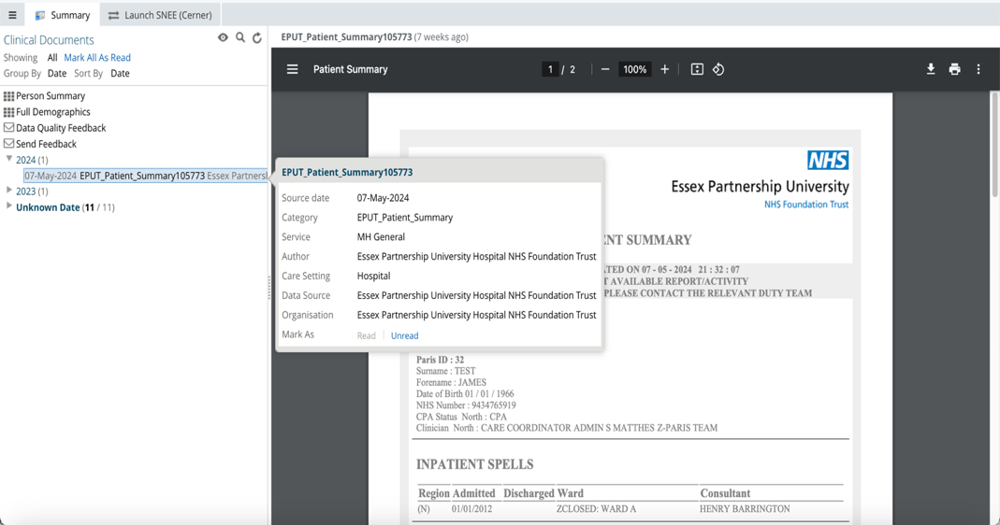 Summary
Launch SNEE (Cerner)
Clinical Documents
Showing All Mark All As Read
Group By Date Sort By Date
Person Summary
Full Demographics
Data Quality Feedback
Send Feedback
2024 (1)
07-May-2024 EPUT_Patient_Summary105773 Essex Partnersl
2023 (1)
Unknown Date (11 / 11)
EPUT_Patient_Summary105773 (7 weeks ago)
Patient Summary
1 / 2
100%
EPUT_Patient_Summary105773
Source date 07-May-2024
Category EPUT_Patient_Summary
Service MH General
Author Essex Partnership University Hospital NHS Foundation Trust
Care Setting Hospital
Data Source Essex Partnership University Hospital NHS Foundation Trust
Organisation Essex Partnership University Hospital NHS Foundation Trust
Mark As Read Unread
NHS
Essex Partnership University
NHS Foundation Trust
NT SUMMARY
TED ON 07 - 05 - 2024 21 : 32 : 07
T AVAILABLE REPORT/ACTIVITY
PLEASE CONTACT THE RELEVANT DUTY TEAM
Paris ID : 32
Surname : TEST
Forename : JAMES
Date of Birth 01 / 01 / 1966
NHS Number : 9434765919
CPA Status North : CPA
Clinician North : CARE COORDINATOR ADMIN S MATTHES Z-PARIS TEAM
INPATIENT SPELLS
Region Admitted Discharged Ward Consultant
(N) 01/01/2012 ZCLOSED: WARD A HENRY BARRINGTON